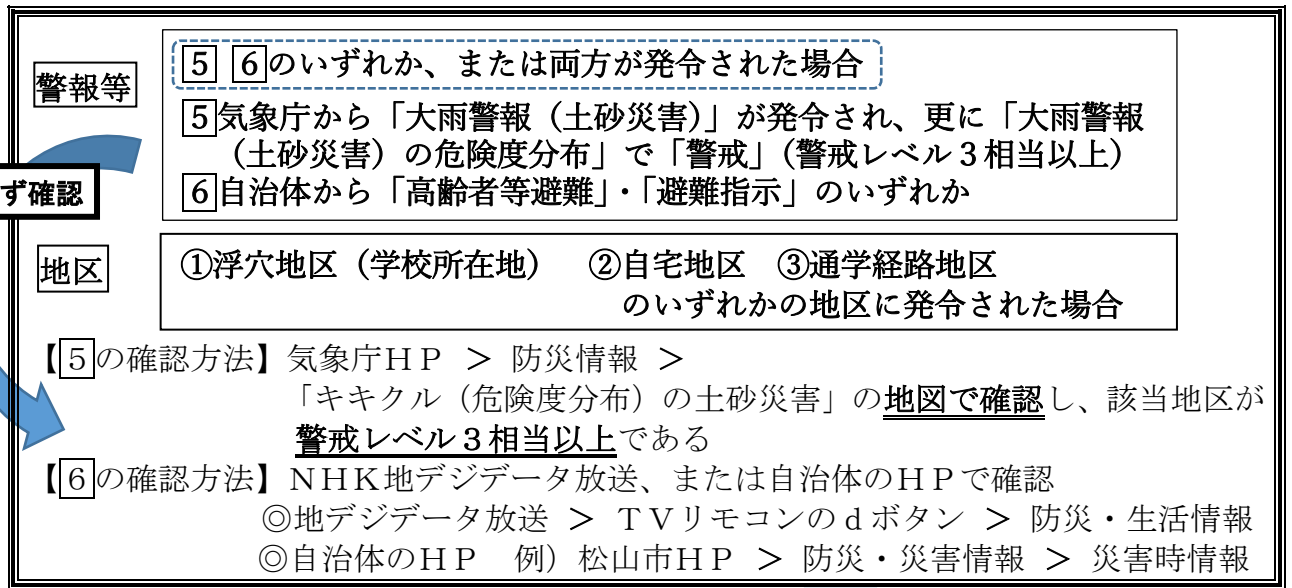 5 6のいずれか、または両方が発令された場合
警報等
5気象庁から「大雨警報（土砂災害）」が発令され、更に「大雨警報
（土砂災害）の危険度分布」で「警戒」（警戒レベル３相当以上）
6自治体から「高齢者等避難」・「避難指示」のいずれか
ず確認
地区
①浮穴地区（学校所在地）　②自宅地区　③通学経路地区
のいずれかの地区に発令された場合
【5の確認方法】気象庁ＨＰ ＞ 防災情報 ＞
「キキクル（危険度分布）の土砂災害」の地図で確認し、該当地区が
警戒レベル３相当以上である
【6の確認方法】ＮＨＫ地デジデータ放送、または自治体のＨＰで確認
◎地デジデータ放送 ＞ ＴＶリモコンのｄボタン ＞ 防災・生活情報
◎自治体のＨＰ　例）松山市ＨＰ ＞ 防災・災害情報 ＞ 災害時情報